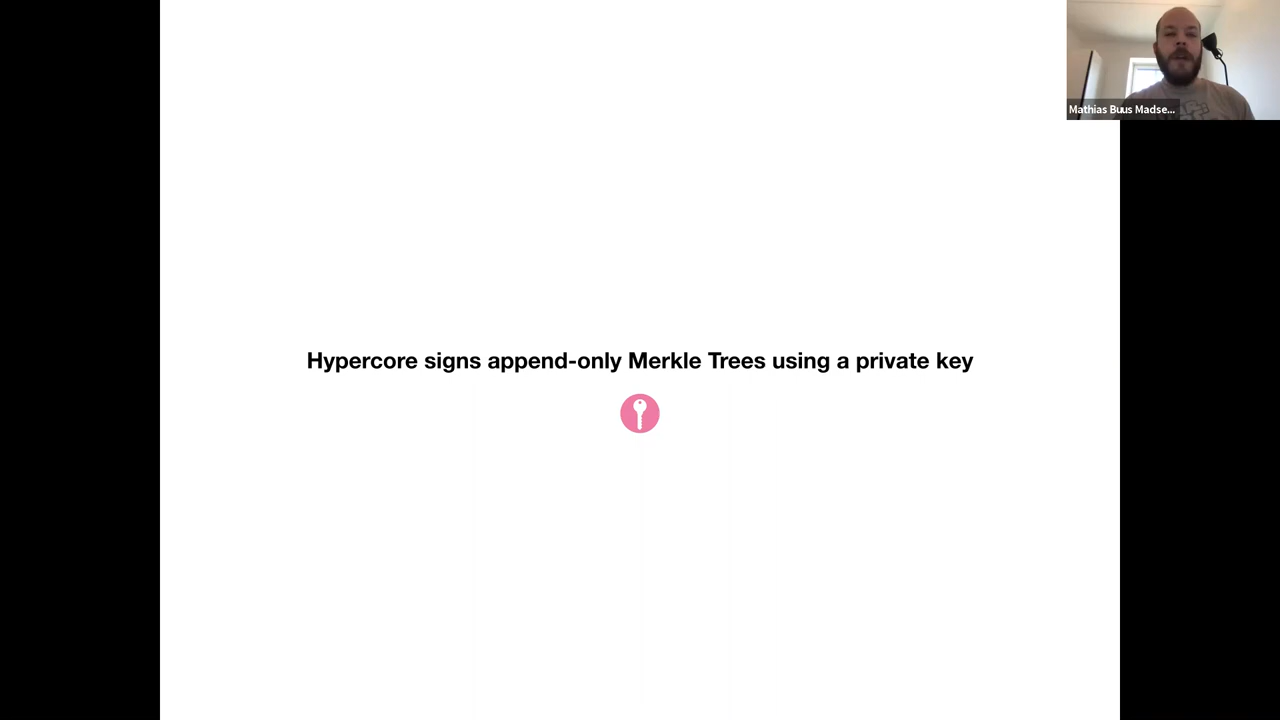 Mathias Buus Madse...
Hypercore signs append-only Merkle Trees using a private key